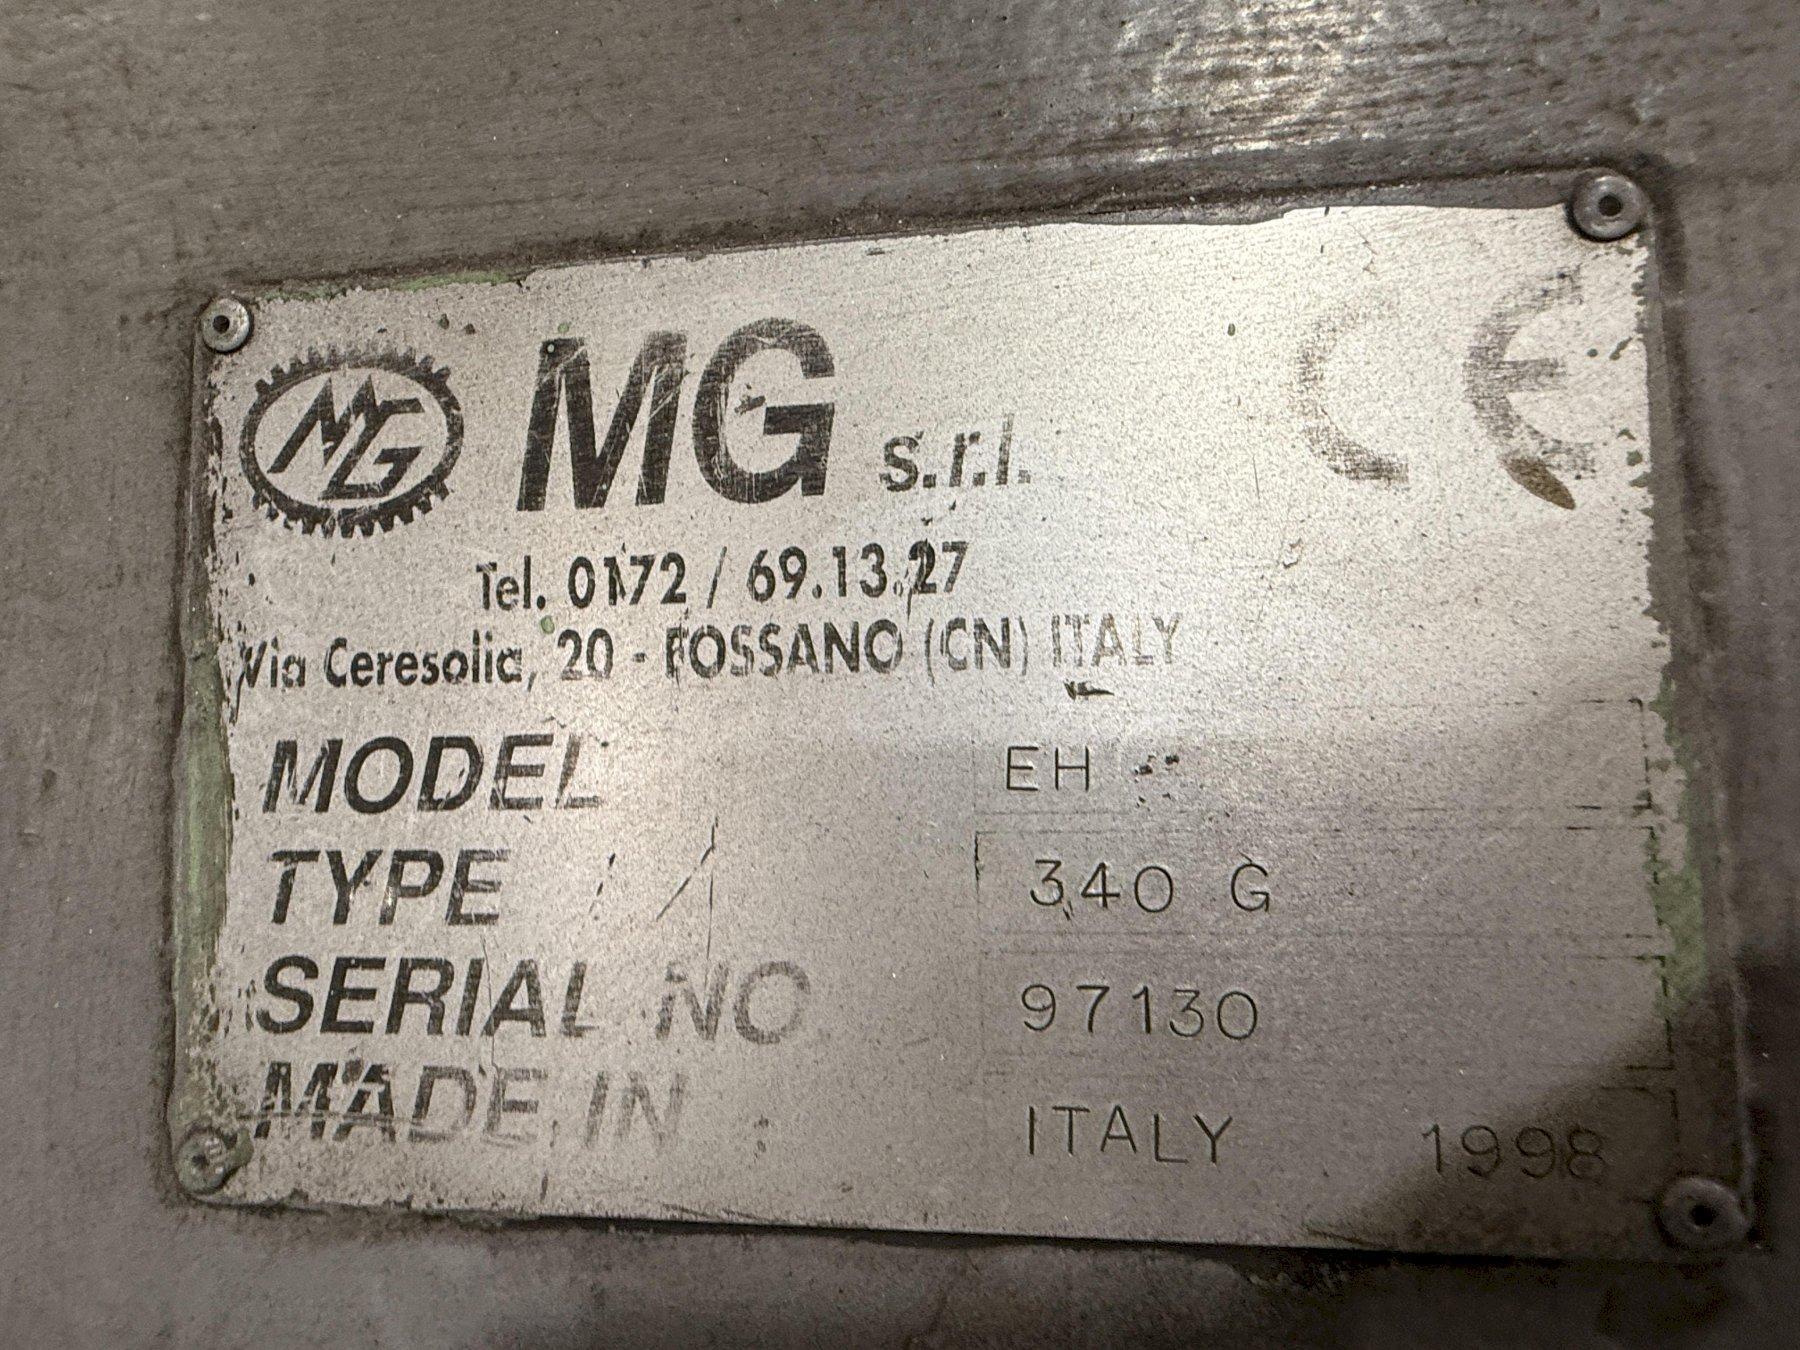 MG MG s.r.l. CE
Tel. 0172 / 69.13.27
Via Ceresolia, 20 - FOSSANO (CN) ITALY
MODEL EH
TYPE 340 G
SERIAL NO 97130
MADE IN ITALY 1998